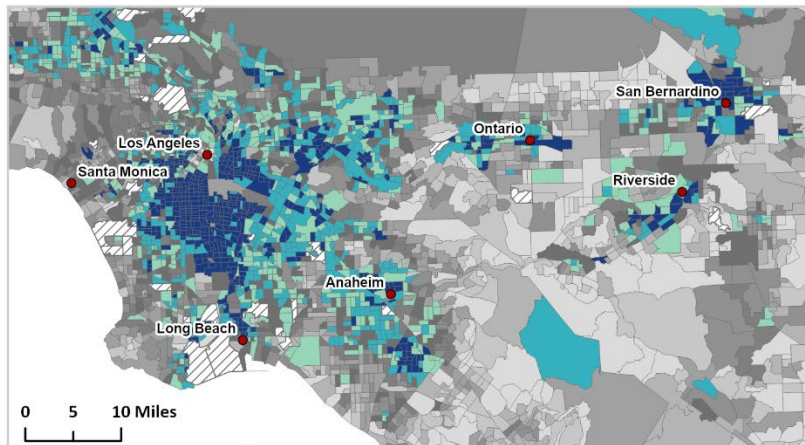 San Bernardino
Ontario
Los Angeles
Santa Monica
Riverside
Anaheim
Long Beach
0 5 10 Miles